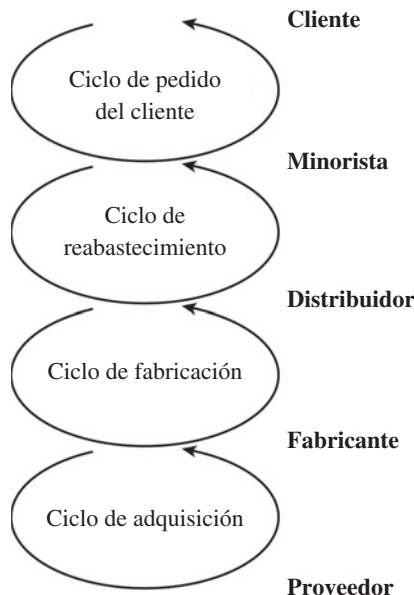 Cliente
Ciclo de pedido
del cliente
Minorista
Ciclo de
reabastecimiento
Distribuidor
Ciclo de fabricación
Fabricante
Ciclo de adquisición
Proveedor